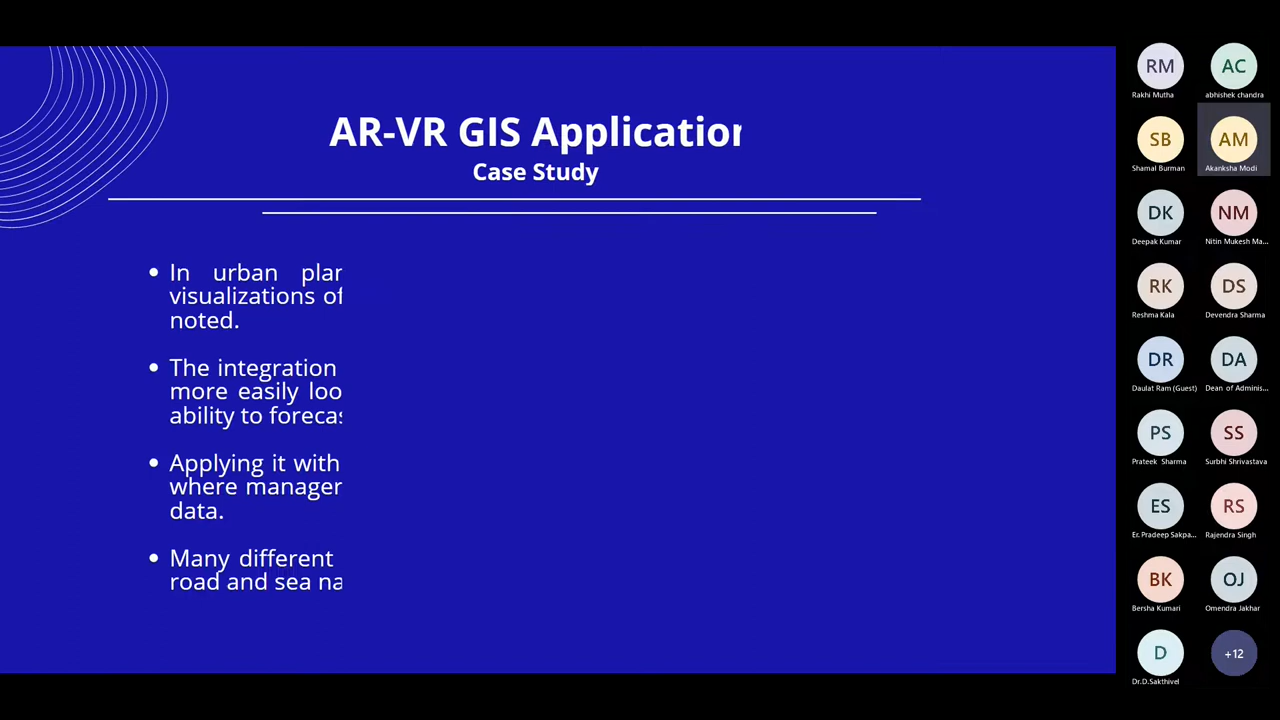 AR-VR GIS Application
Case Study
In urban plan
visualizations of
noted.
The integration
more easily loo
ability to forecas
Applying it with
where manager
data.
Many different
road and sea na
RM
Rakhi Mutha
AC
abhishek chandra
SB
Shamal Burman
AM
Akanksha Modi
DK
Deepak Kumar
NM
Nitin Mukesh Ma...
RK
Reshma Kala
DS
Devendra Sharma
DR
Daulat Ram (Guest)
DA
Dean of Adminis...
PS
Prateek Sharma
SS
Surbhi Shrivastava
ES
Er. Pradeep Sakpa...
RS
Rajendra Singh
BK
Bersha Kumari
OJ
Omendra Jakhar
D
Dr.D.Sakthivel
+12